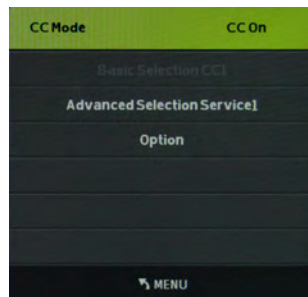 CC Mode CC On
Basic Selection CC1
Advanced Selection Service1
Option
MENU